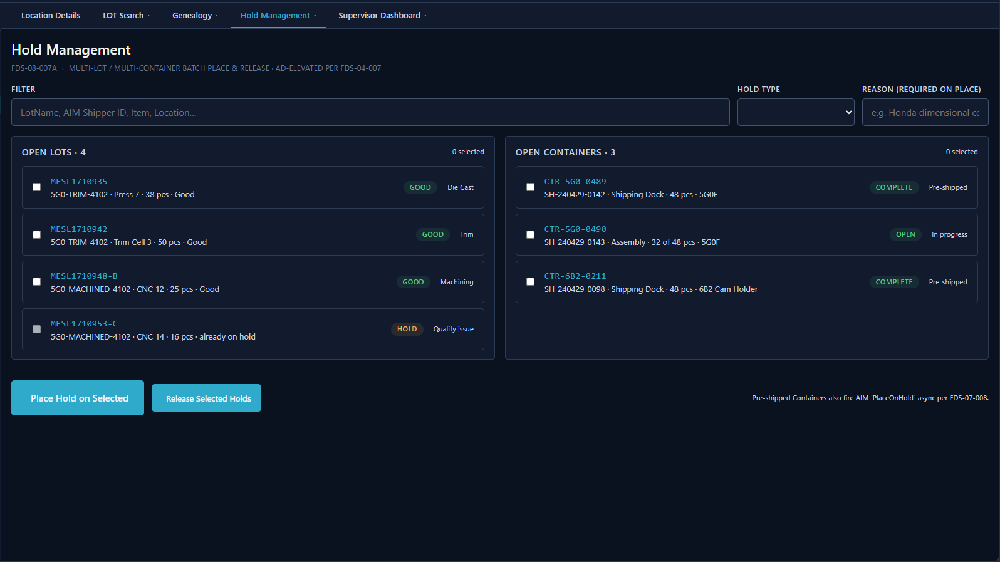 Location Details
LOT Search ·
Genealogy ·
Hold Management ·
Supervisor Dashboard ·
Hold Management
FDS-08-007A · MULTI-LOT / MULTI-CONTAINER BATCH PLACE & RELEASE · AD-ELEVATED PER FDS-04-007
FILTER
LotName, AIM Shipper ID, Item, Location...
HOLD TYPE
—
REASON (REQUIRED ON PLACE)
e.g. Honda dimensional cc
OPEN LOTS · 4
0 selected
MESL1710935
5G0-TRIM-4102 · Press 7 · 38 pcs · Good
GOOD
Die Cast
MESL1710942
5G0-TRIM-4102 · Trim Cell 3 · 50 pcs · Good
GOOD
Trim
MESL1710948-B
5G0-MACHINED-4102 · CNC 12 · 25 pcs · Good
GOOD
Machining
MESL1710953-C
5G0-MACHINED-4102 · CNC 14 · 16 pcs · already on hold
HOLD
Quality issue
OPEN CONTAINERS · 3
0 selected
CTR-5G0-0489
SH-240429-0142 · Shipping Dock · 48 pcs · 5G0F
COMPLETE
Pre-shipped
CTR-5G0-0490
SH-240429-0143 · Assembly · 32 of 48 pcs · 5G0F
OPEN
In progress
CTR-6B2-0211
SH-240429-0098 · Shipping Dock · 48 pcs · 6B2 Cam Holder
COMPLETE
Pre-shipped
Place Hold on Selected
Release Selected Holds
Pre-shipped Containers also fire AIM `PlaceOnHold` async per FDS-07-008.